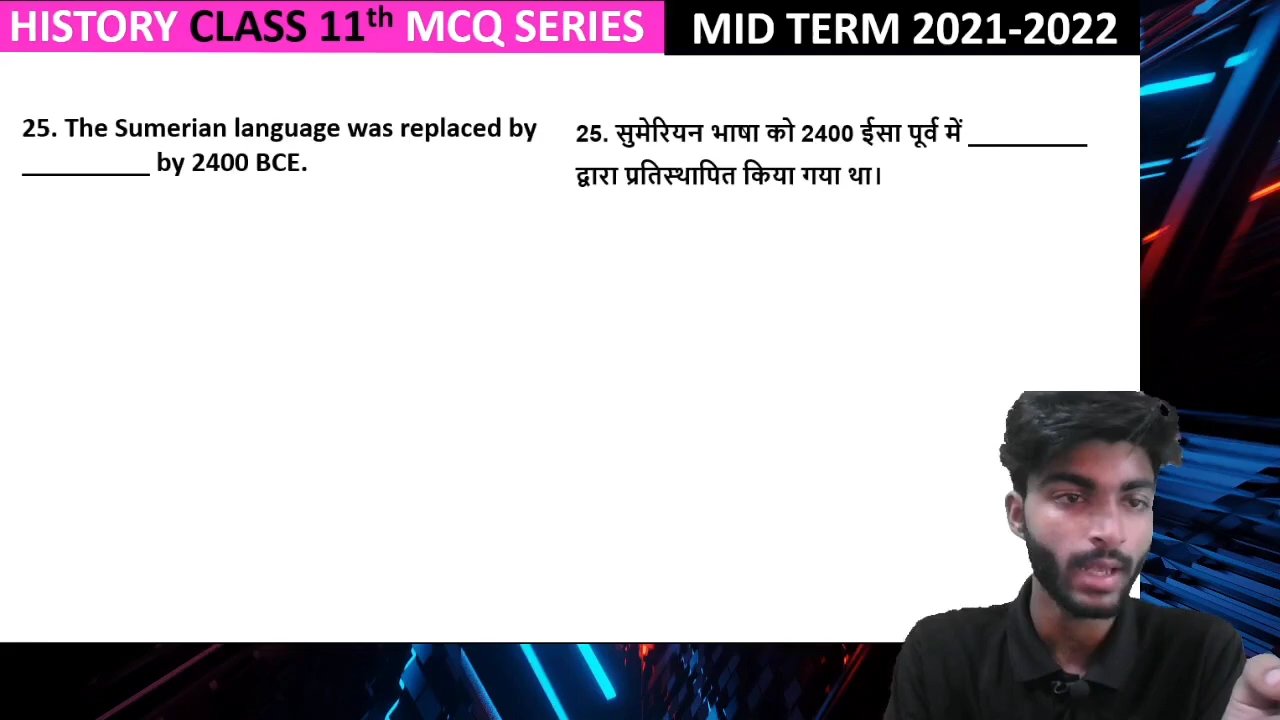 HISTORY CLASS 11th MCQ SERIES
MID TERM 2021-2022
25. The Sumerian language was replaced by
__________ by 2400 BCE.
25. सुमेरियन भाषा को 2400 ईसा पूर्व में __________
द्वारा प्रतिस्थापित किया गया था।